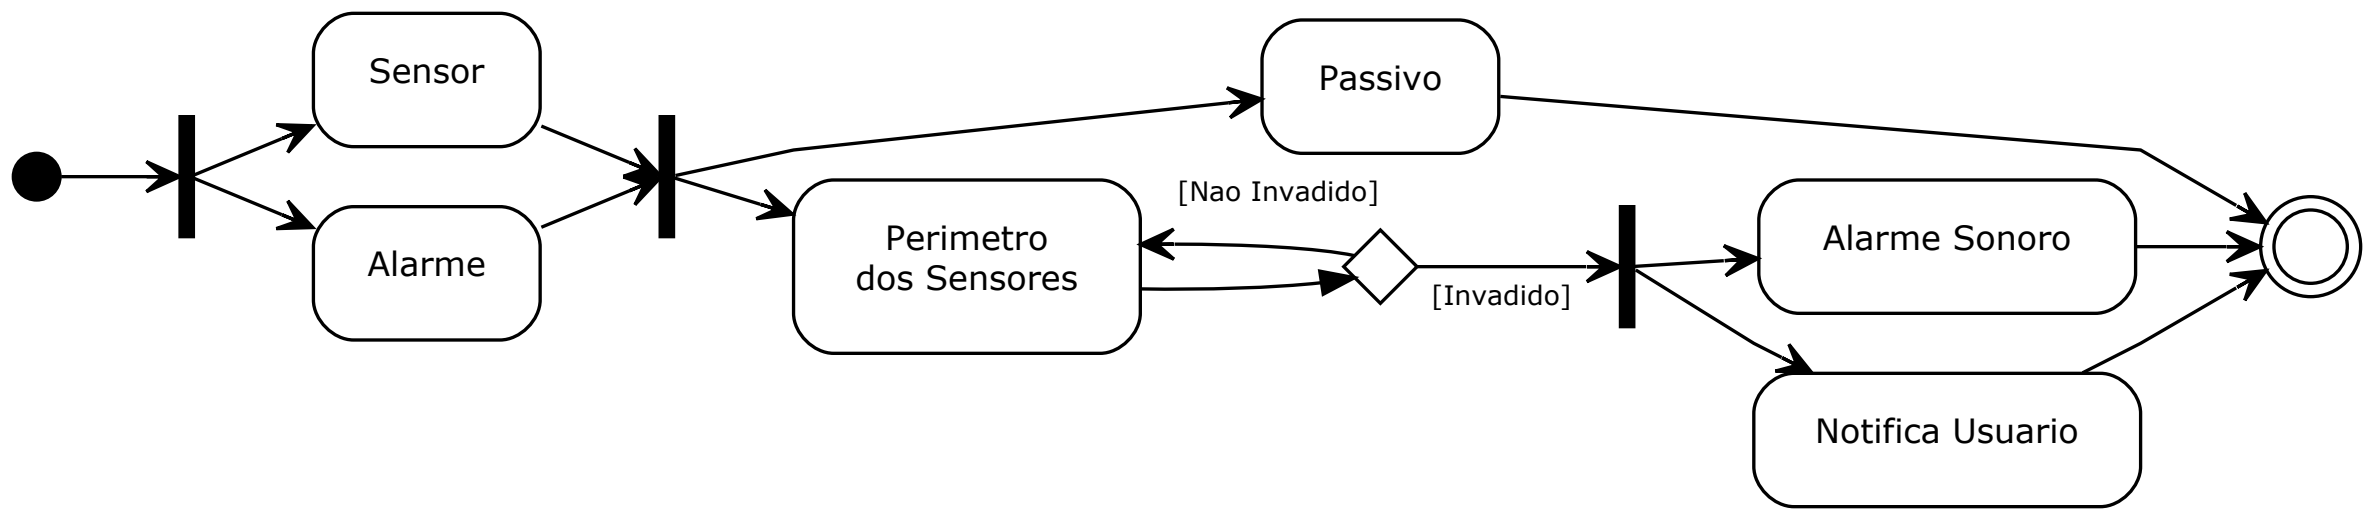 Sensor
Alarme
Passivo
Perimetro
dos Sensores
[Nao Invadido]
[Invadido]
Alarme Sonoro
Notifica Usuario